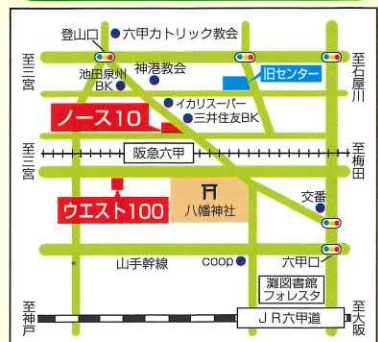 登山口
六甲カトリック教会
至三宮
池田泉州BK
神港教会
旧センター
至石屋川
イカリスーパー
三井住友BK
ノース10
至三宮
阪急六甲
至梅田
ウエスト100
八幡神社
交番
山手幹線
coop
六甲口
灘図書館
フォレスタ
至神戸
JR六甲道
至大阪